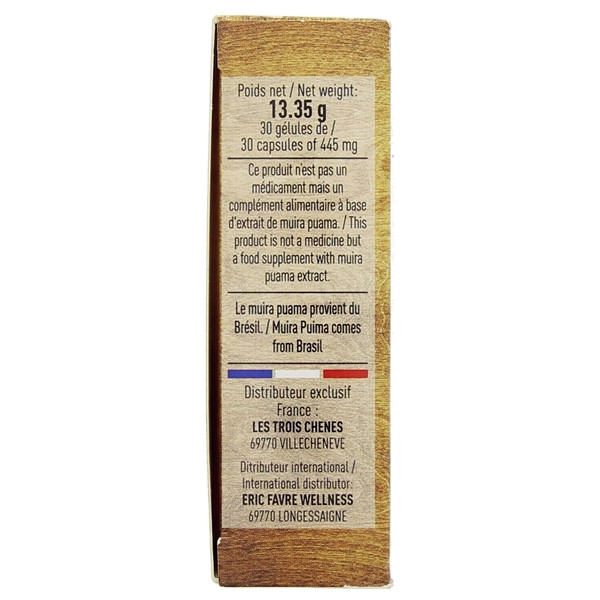 Poids net / Net weight:
13.35 g
30 gélules de /
30 capsules of 445 mg
Ce produit n'est pas un
médicament mais un
complément alimentaire à base
d'extrait de muira puama. / This
product is not a medicine but
a food supplement with muira
puama extract.
Le muira puama provient du
Brésil. / Muira Puima comes
from Brasil
Distributeur exclusif
France :
LES TROIS CHENES
69770 VILLECHENEVE
Ditributeur international /
International distributor:
ERIC FAVRE WELLNESS
69770 LONGESSAIGNE